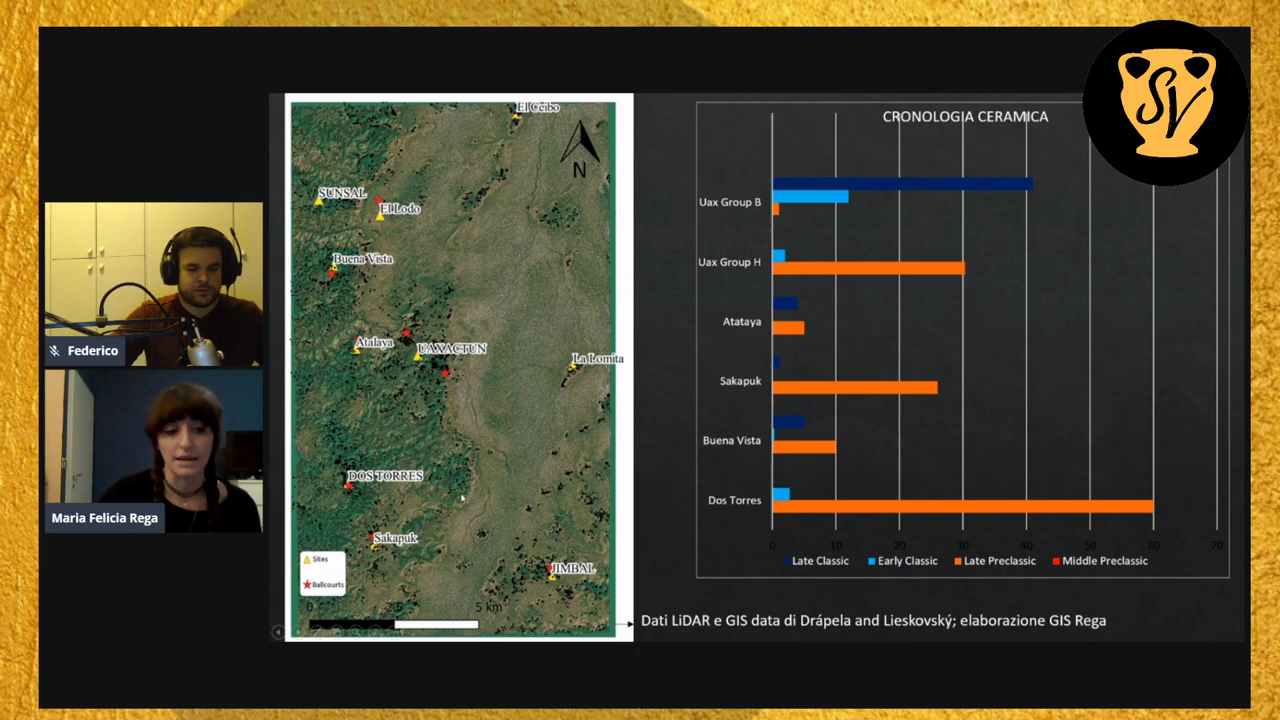 SV
El Ceibo
N
SUNSAL
El Lodo
Buena Vista
Atalaya
UAXACTUN
La Lomita
DOS TORRES
Sakapuk
JIMBAL
Sites
Ballcourts
0 2,5 5 km
Federico
Maria Felicia Rega
CRONOLOGIA CERAMICA
Uax Group B
Uax Group H
Atataya
Sakapuk
Buena Vista
Dos Torres
0 10 20 30 40 50 60 70
Late Classic Early Classic Late Preclassic Middle Preclassic
Dati LiDAR e GIS data di Drápela and Lieskovský; elaborazione GIS Rega